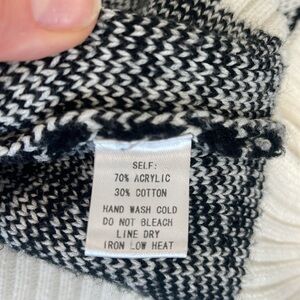 SELF:
70% ACRYLIC
30% COTTON
HAND WASH COLD
DO NOT BLEACH
LINE DRY
IRON LOW HEAT